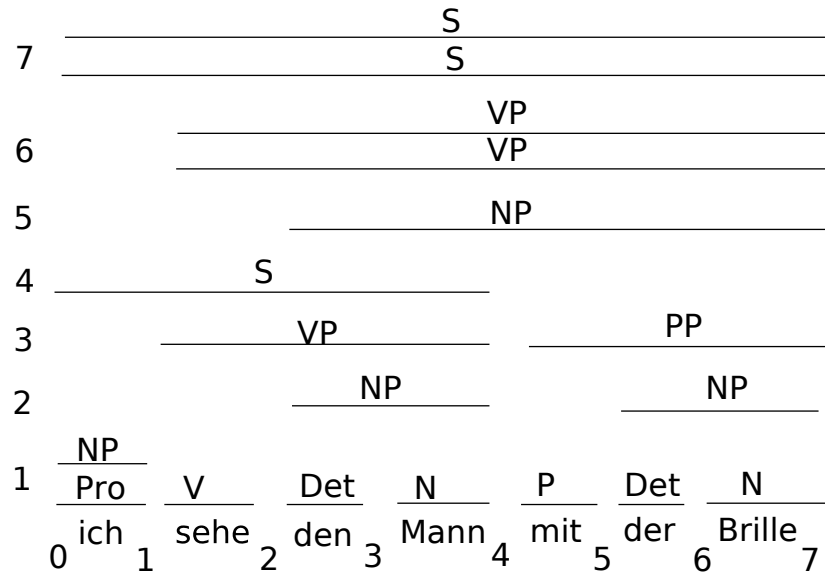 S
7 S
VP
6 VP
5 NP
4 S
3 VP PP
2 NP NP
NP
1 Pro V Det N P Det N
ich sehe den Mann mit der Brille
0 1 2 3 4 5 6 7